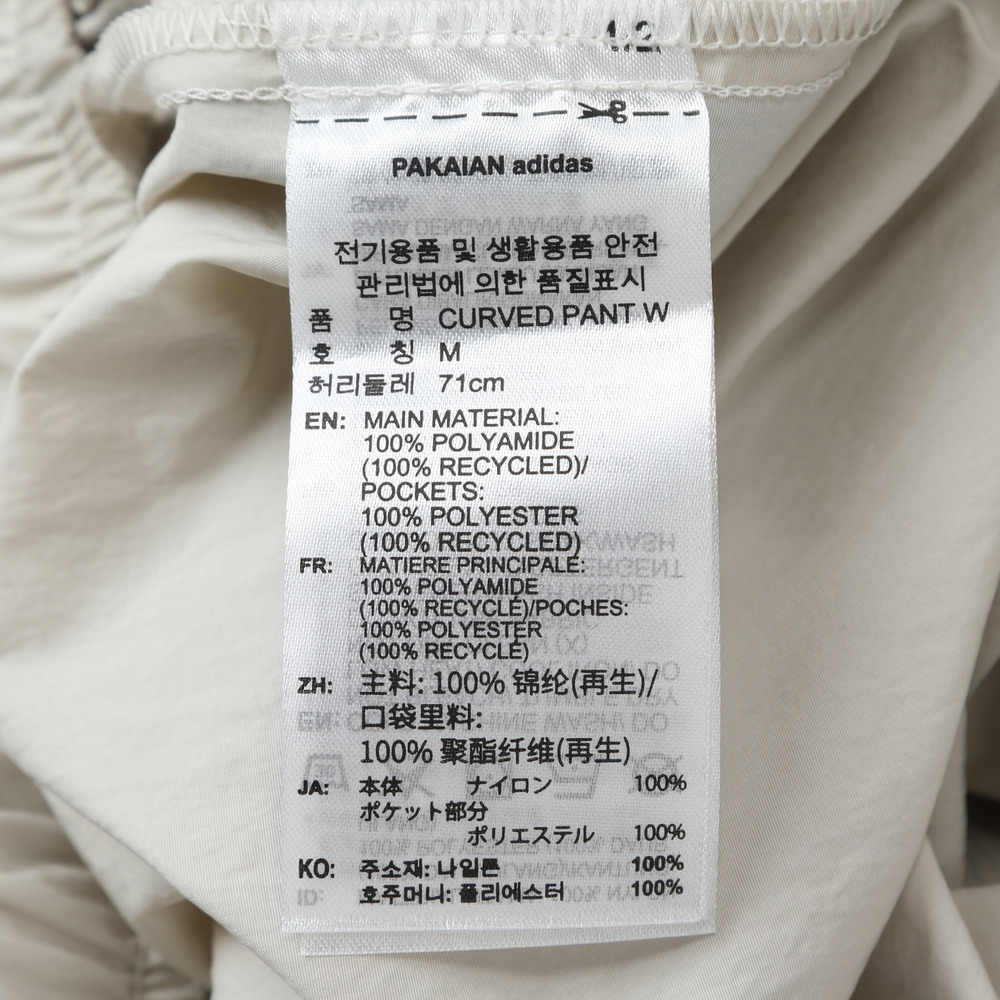 PAKAIAN adidas
전기용품 및 생활용품 안전
관리법에 의한 품질표시
품 명 CURVED PANT W
호 칭 M
허리둘레 71cm
EN: MAIN MATERIAL:
100% POLYAMIDE
(100% RECYCLED)/
POCKETS:
100% POLYESTER
(100% RECYCLED)
FR: MATIERE PRINCIPALE:
100% POLYAMIDE
(100% RECYCLÉ)/POCHES:
100% POLYESTER
(100% RECYCLÉ)
ZH: 主料: 100% 锦纶(再生)/
口袋里料:
100% 聚酯纤维(再生)
JA: 本体 ナイロン 100%
ポケット部分
ポリエステル 100%
KO: 주소재: 나일론 100%
호주머니: 폴리에스터 100%